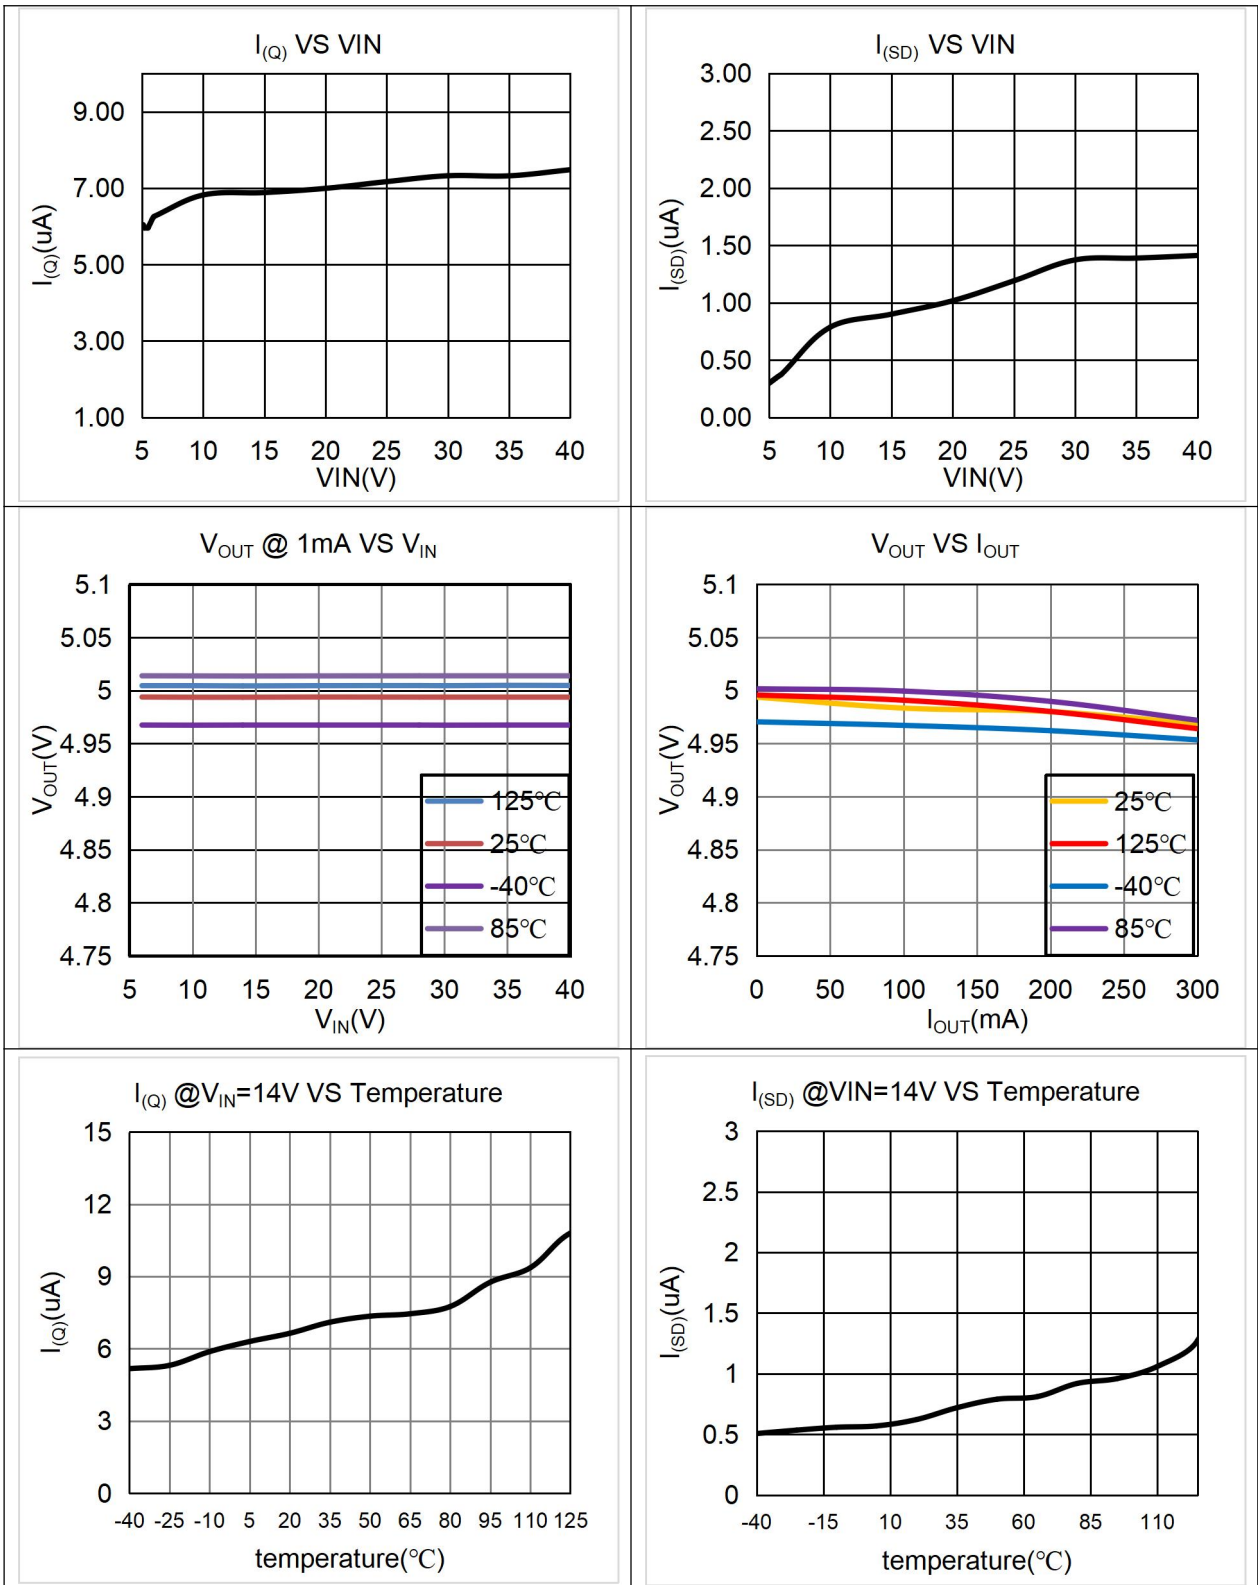 I(Q) VS VIN
9.00
7.00
5.00
3.00
1.00
I(Q)(uA)
5 10 15 20 25 30 35 40
VIN(V)
I(SD) VS VIN
3.00
2.50
2.00
1.50
1.00
0.50
0.00
I(SD)(uA)
5 10 15 20 25 30 35 40
VIN(V)
VOUT @ 1mA VS VIN
5.1
5.05
5
4.95
4.9
4.85
4.8
4.75
VOUT(V)
125℃
25℃
-40℃
85℃
5 10 15 20 25 30 35 40
VIN(V)
VOUT VS IOUT
5.1
5.05
5
4.95
4.9
4.85
4.8
4.75
VOUT(V)
25℃
125℃
-40℃
85℃
0 50 100 150 200 250 300
IOUT(mA)
I(Q) @VIN=14V VS Temperature
15
12
9
6
3
0
I(Q)(uA)
-40 -25 -10 5 20 35 50 65 80 95 110 125
temperature(℃)
I(SD) @VIN=14V VS Temperature
3
2.5
2
1.5
1
0.5
0
I(SD)(uA)
-40 -15 10 35 60 85 110
temperature(℃)